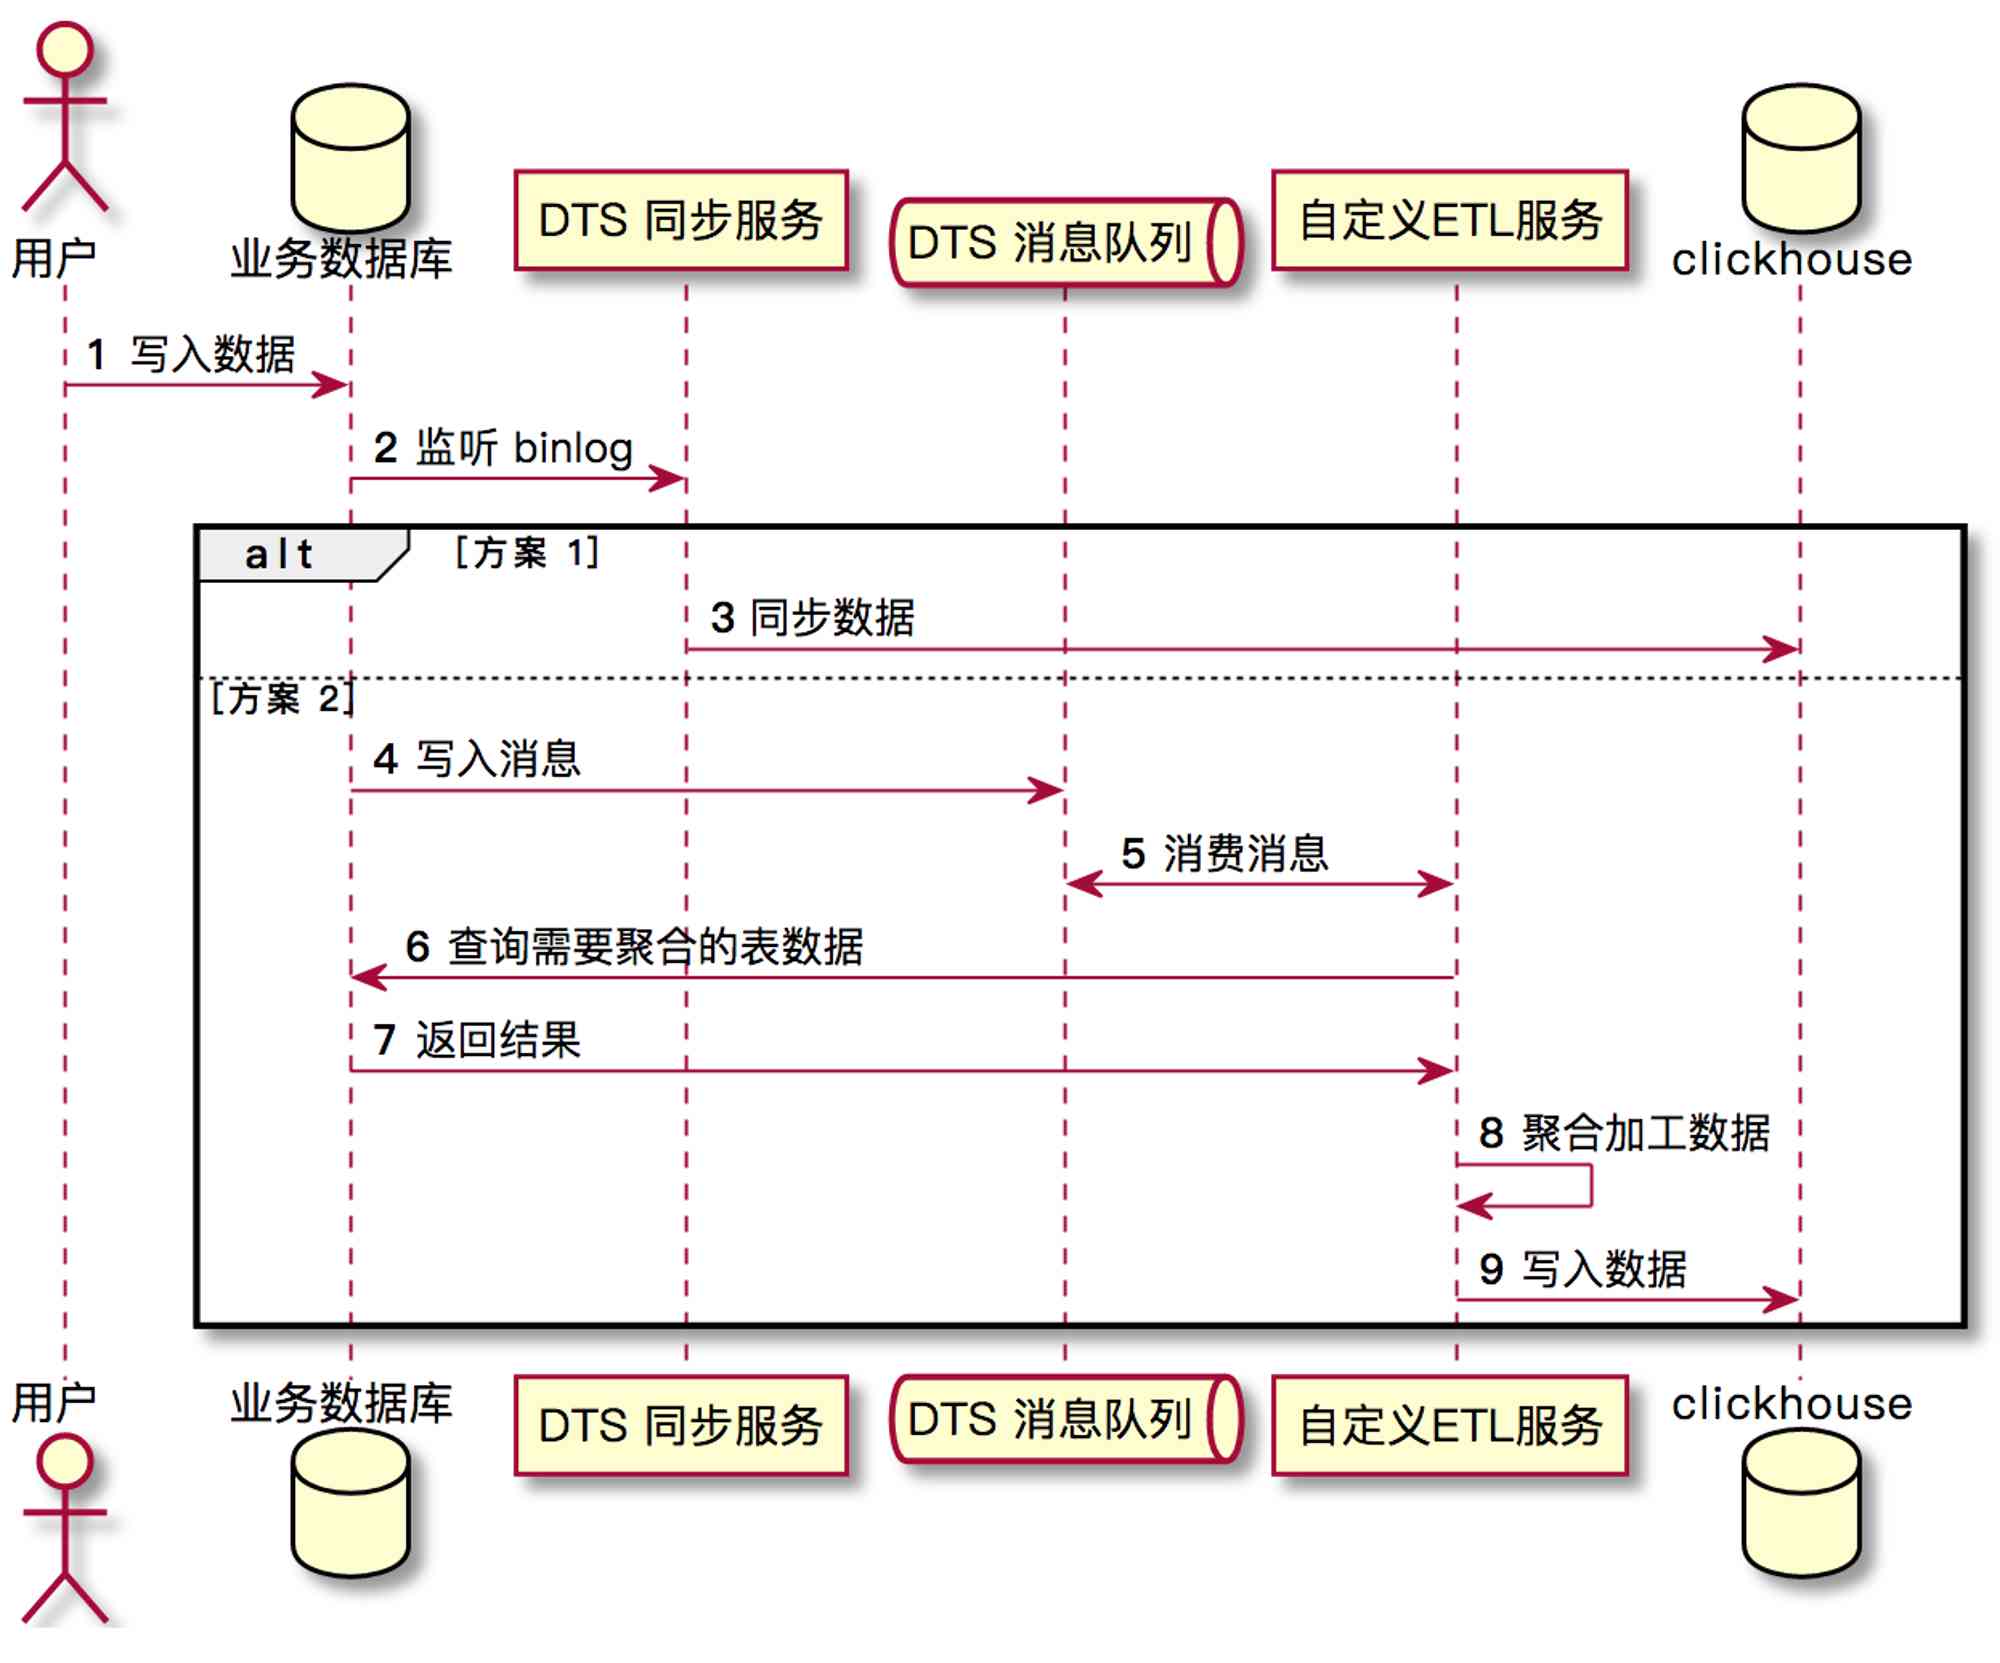 用户
业务数据库
DTS 同步服务
DTS 消息队列
自定义ETL服务
clickhouse
1 写入数据
2 监听 binlog
alt [方案 1]
3 同步数据
[方案 2]
4 写入消息
5 消费消息
6 查询需要聚合的表数据
7 返回结果
8 聚合加工数据
9 写入数据
用户
业务数据库
DTS 同步服务
DTS 消息队列
自定义ETL服务
clickhouse